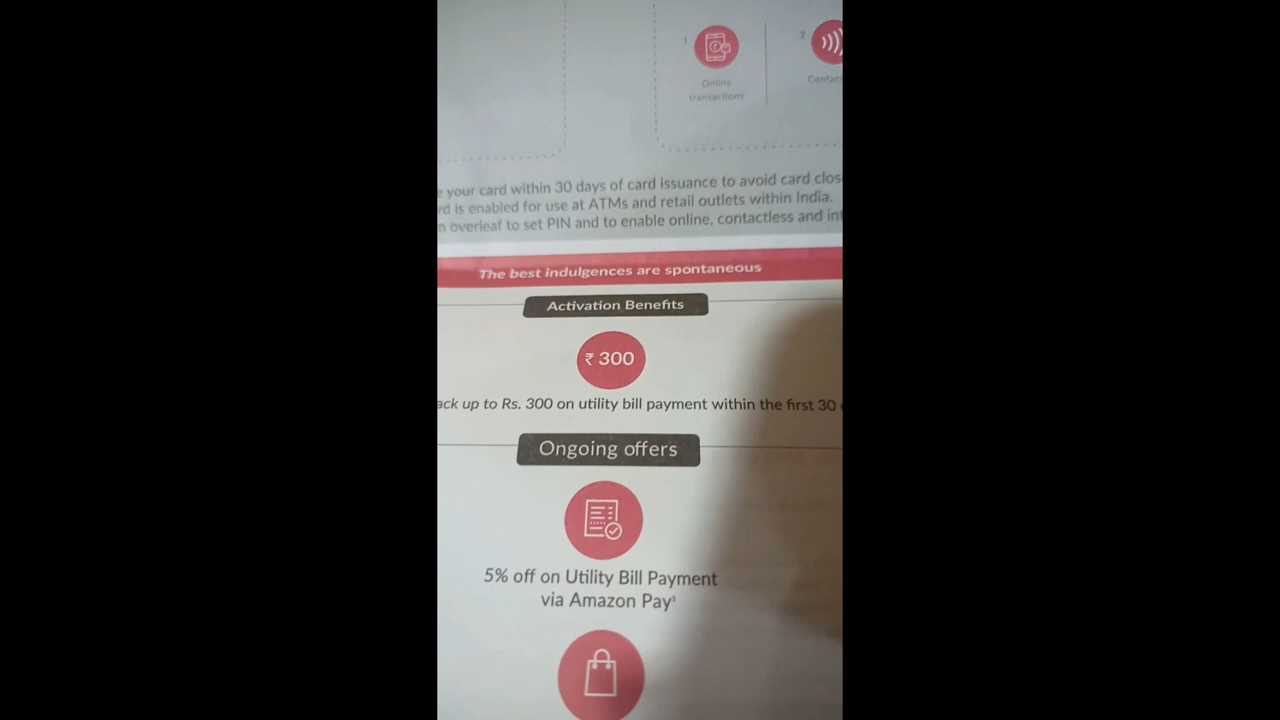 1
2
Online
transactions
your card within 30 days of card issuance to avoid card clos
rd is enabled for use at ATMs and retail outlets within India.
n overleaf to set PIN and to enable online, contactless and int
The best indulgences are spontaneous
Activation Benefits
₹ 300
ack up to Rs. 300 on utility bill payment within the first 30
Ongoing offers
5% off on Utility Bill Payment
via Amazon Pay